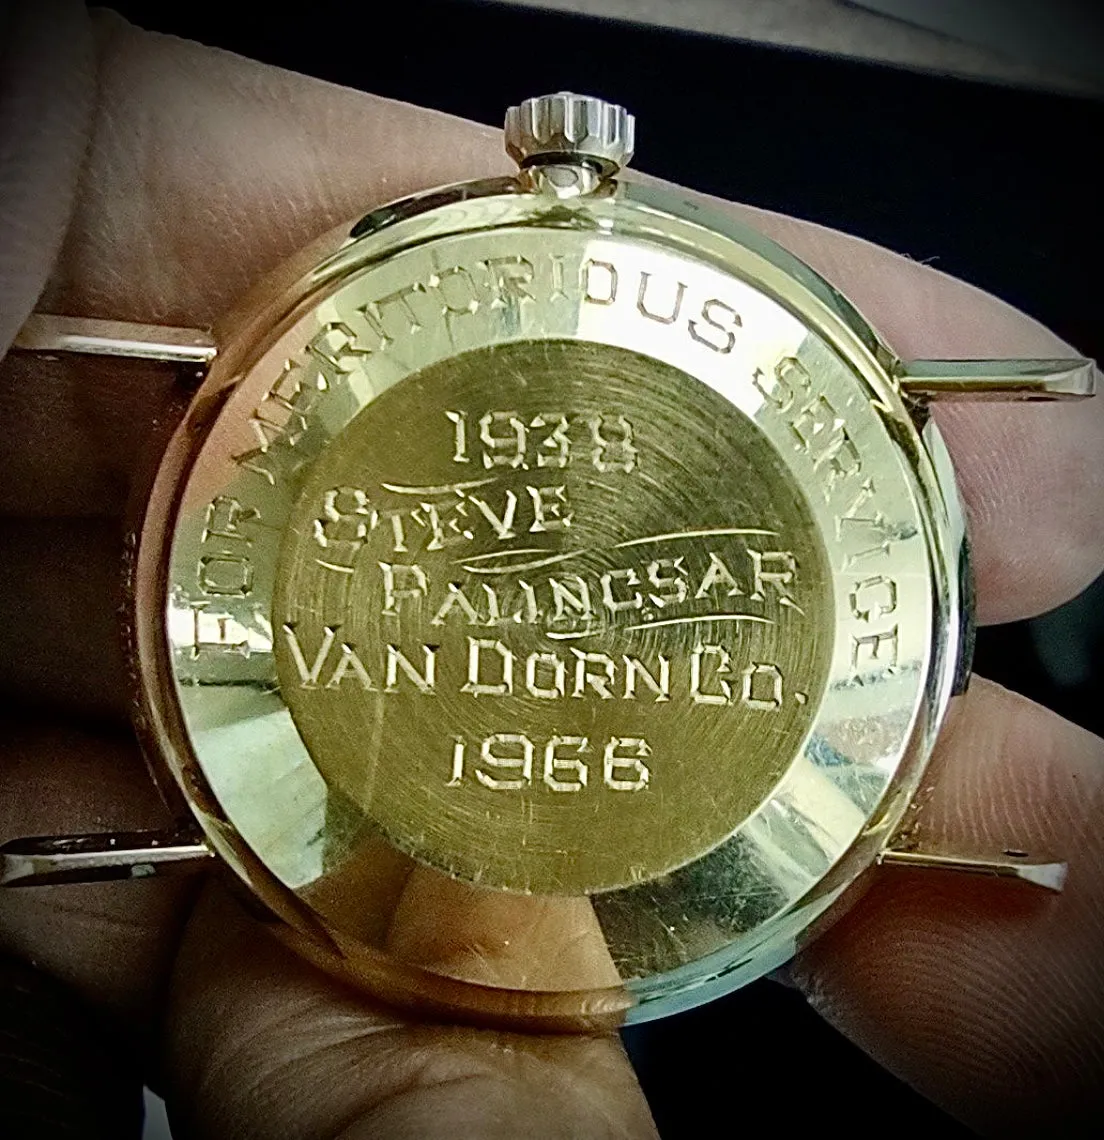 FOR MERITORIOUS SERVICE
1938
STEVE
PALINCSAR
VAN DORN CO.
1966